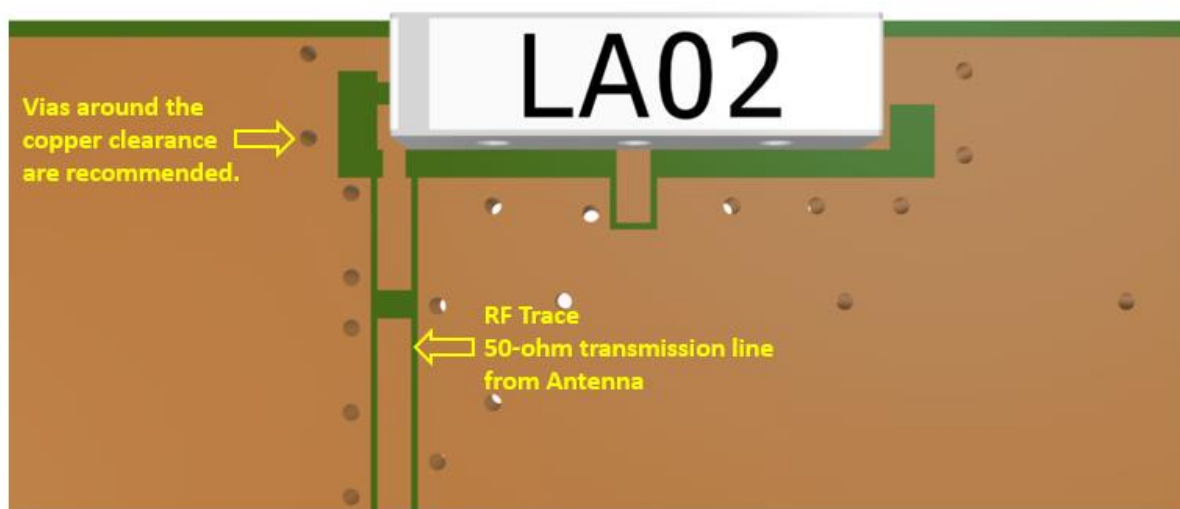 LA02
Vias around the
copper clearance
are recommended.
RF Trace
50-ohm transmission line
from Antenna